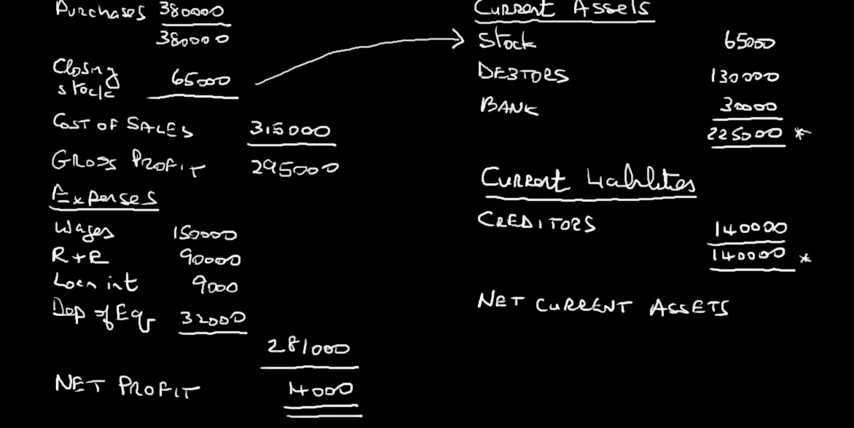 Purchases 380000
380000
Closing
stock 65000
COST OF SALES 315000
GROSS PROFIT 295000
Expenses
Wages 150000
R+R 90000
Loan int 9000
Dep of Eq 32000
281000
NET PROFIT 14000
Current Assets
Stock 65000
DEBTORS 130000
BANK 30000
225000 *
Current Liabilities
CREDITORS 140000
140000 *
NET CURRENT ASSETS